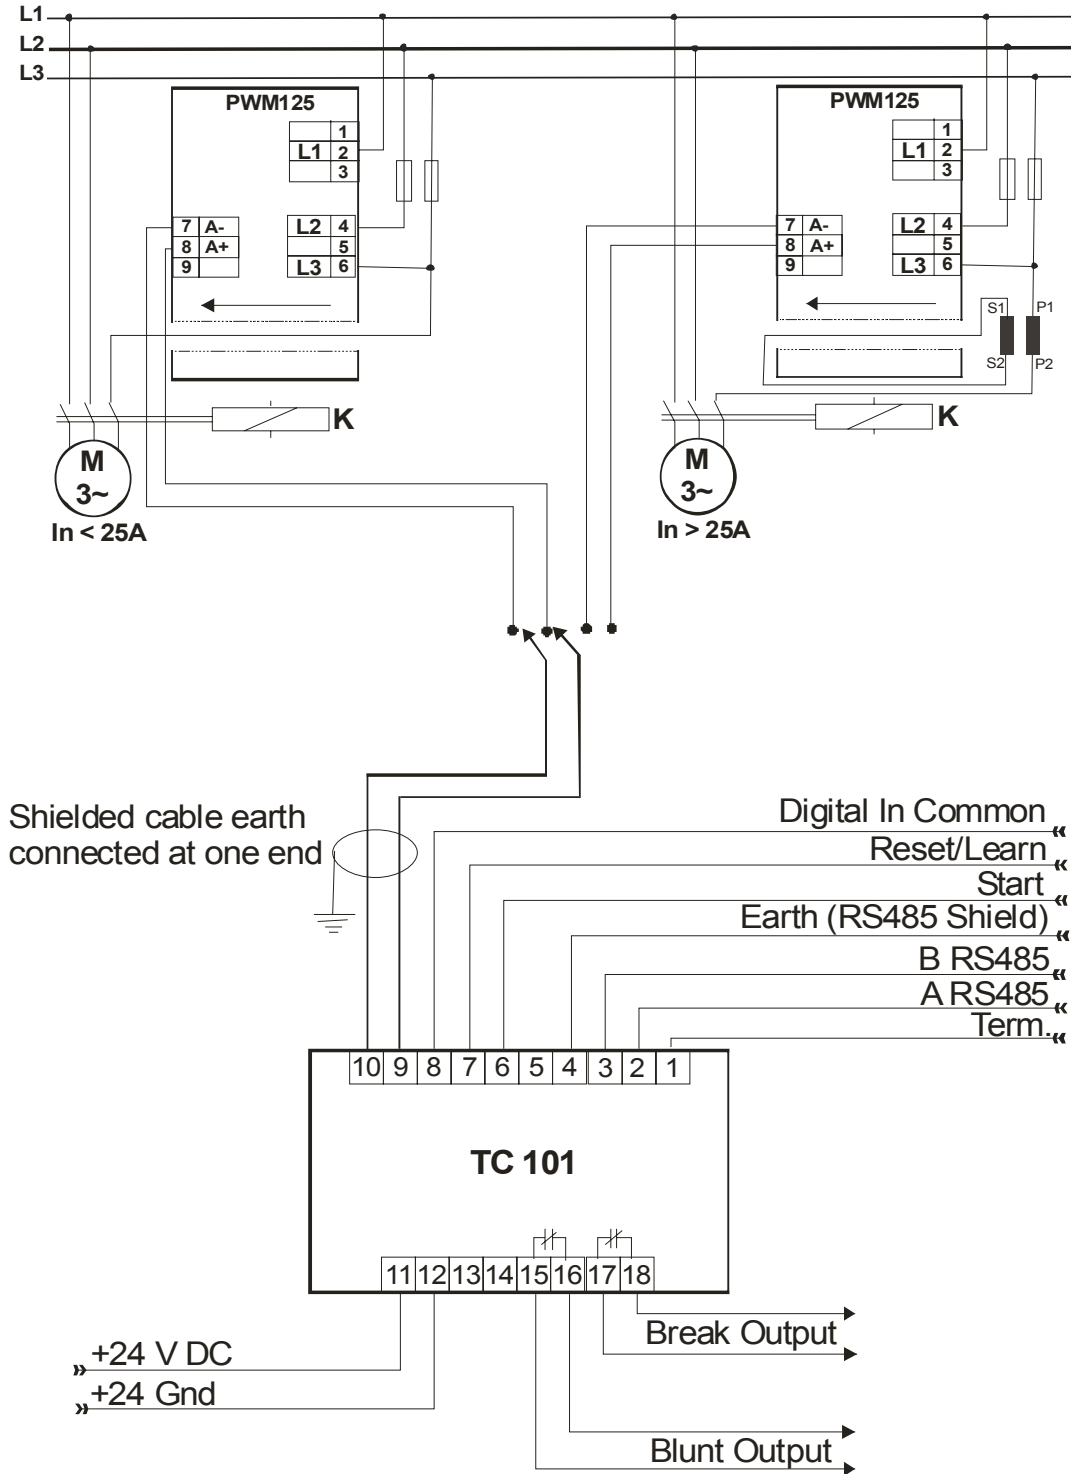 L1
L2
L3
PWM125
1
L1 2
3
7 A-
8 A+
9
L2 4
5
L3 6
K
M
3~
In < 25A
PWM125
1
L1 2
3
7 A-
8 A+
9
L2 4
5
L3 6
S1 P1
S2 P2
K
M
3~
In > 25A
Shielded cable earth
connected at one end
Digital In Common
Reset/Learn
Start
Earth (RS485 Shield)
B RS485
A RS485
Term.
10 9 8 7 6 5 4 3 2 1
TC 101
11 12 13 14 15 16 17 18
Break Output
+24 V DC
+24 Gnd
Blunt Output